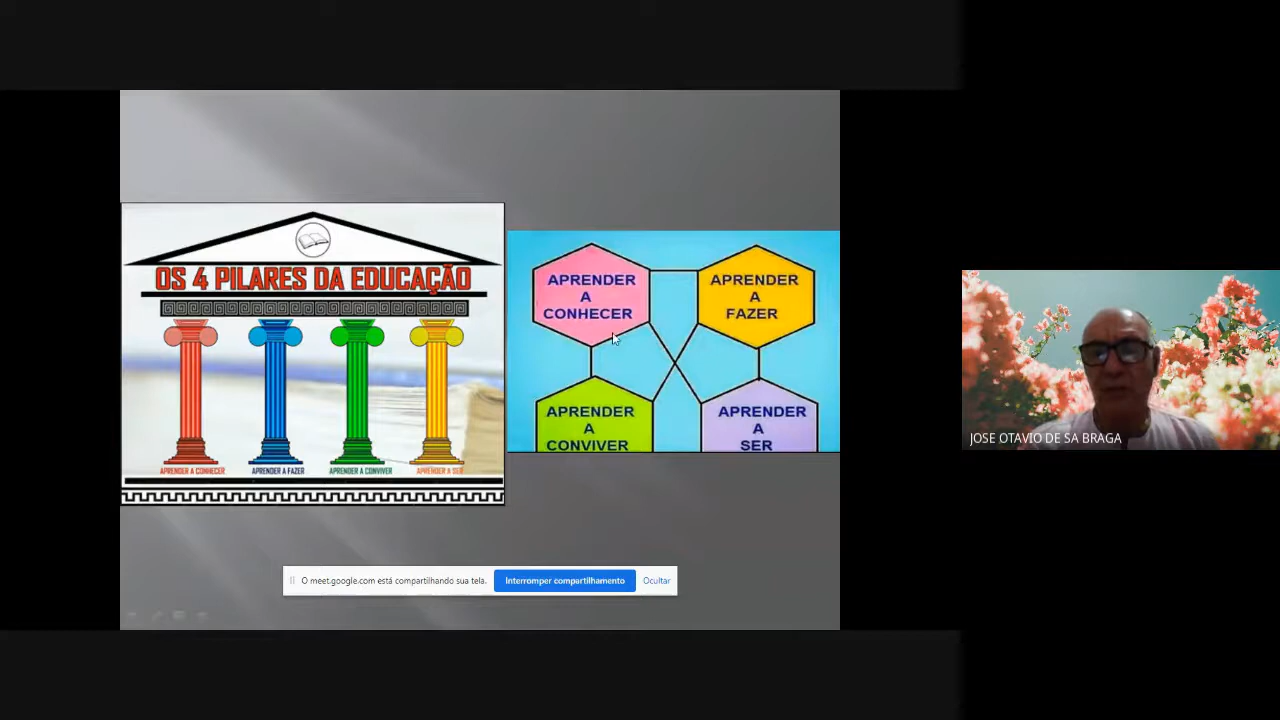 OS 4 PILARES DA EDUCAÇÃO
APRENDER A CONHECER
APRENDER A FAZER
APRENDER A CONVIVER
APRENDER A SER
APRENDER
A
CONHECER
APRENDER
A
FAZER
APRENDER
A
CONVIVER
APRENDER
A
SER
O meet.google.com está compartilhando sua tela.
Interromper compartilhamento
Ocultar
JOSE OTAVIO DE SA BRAGA